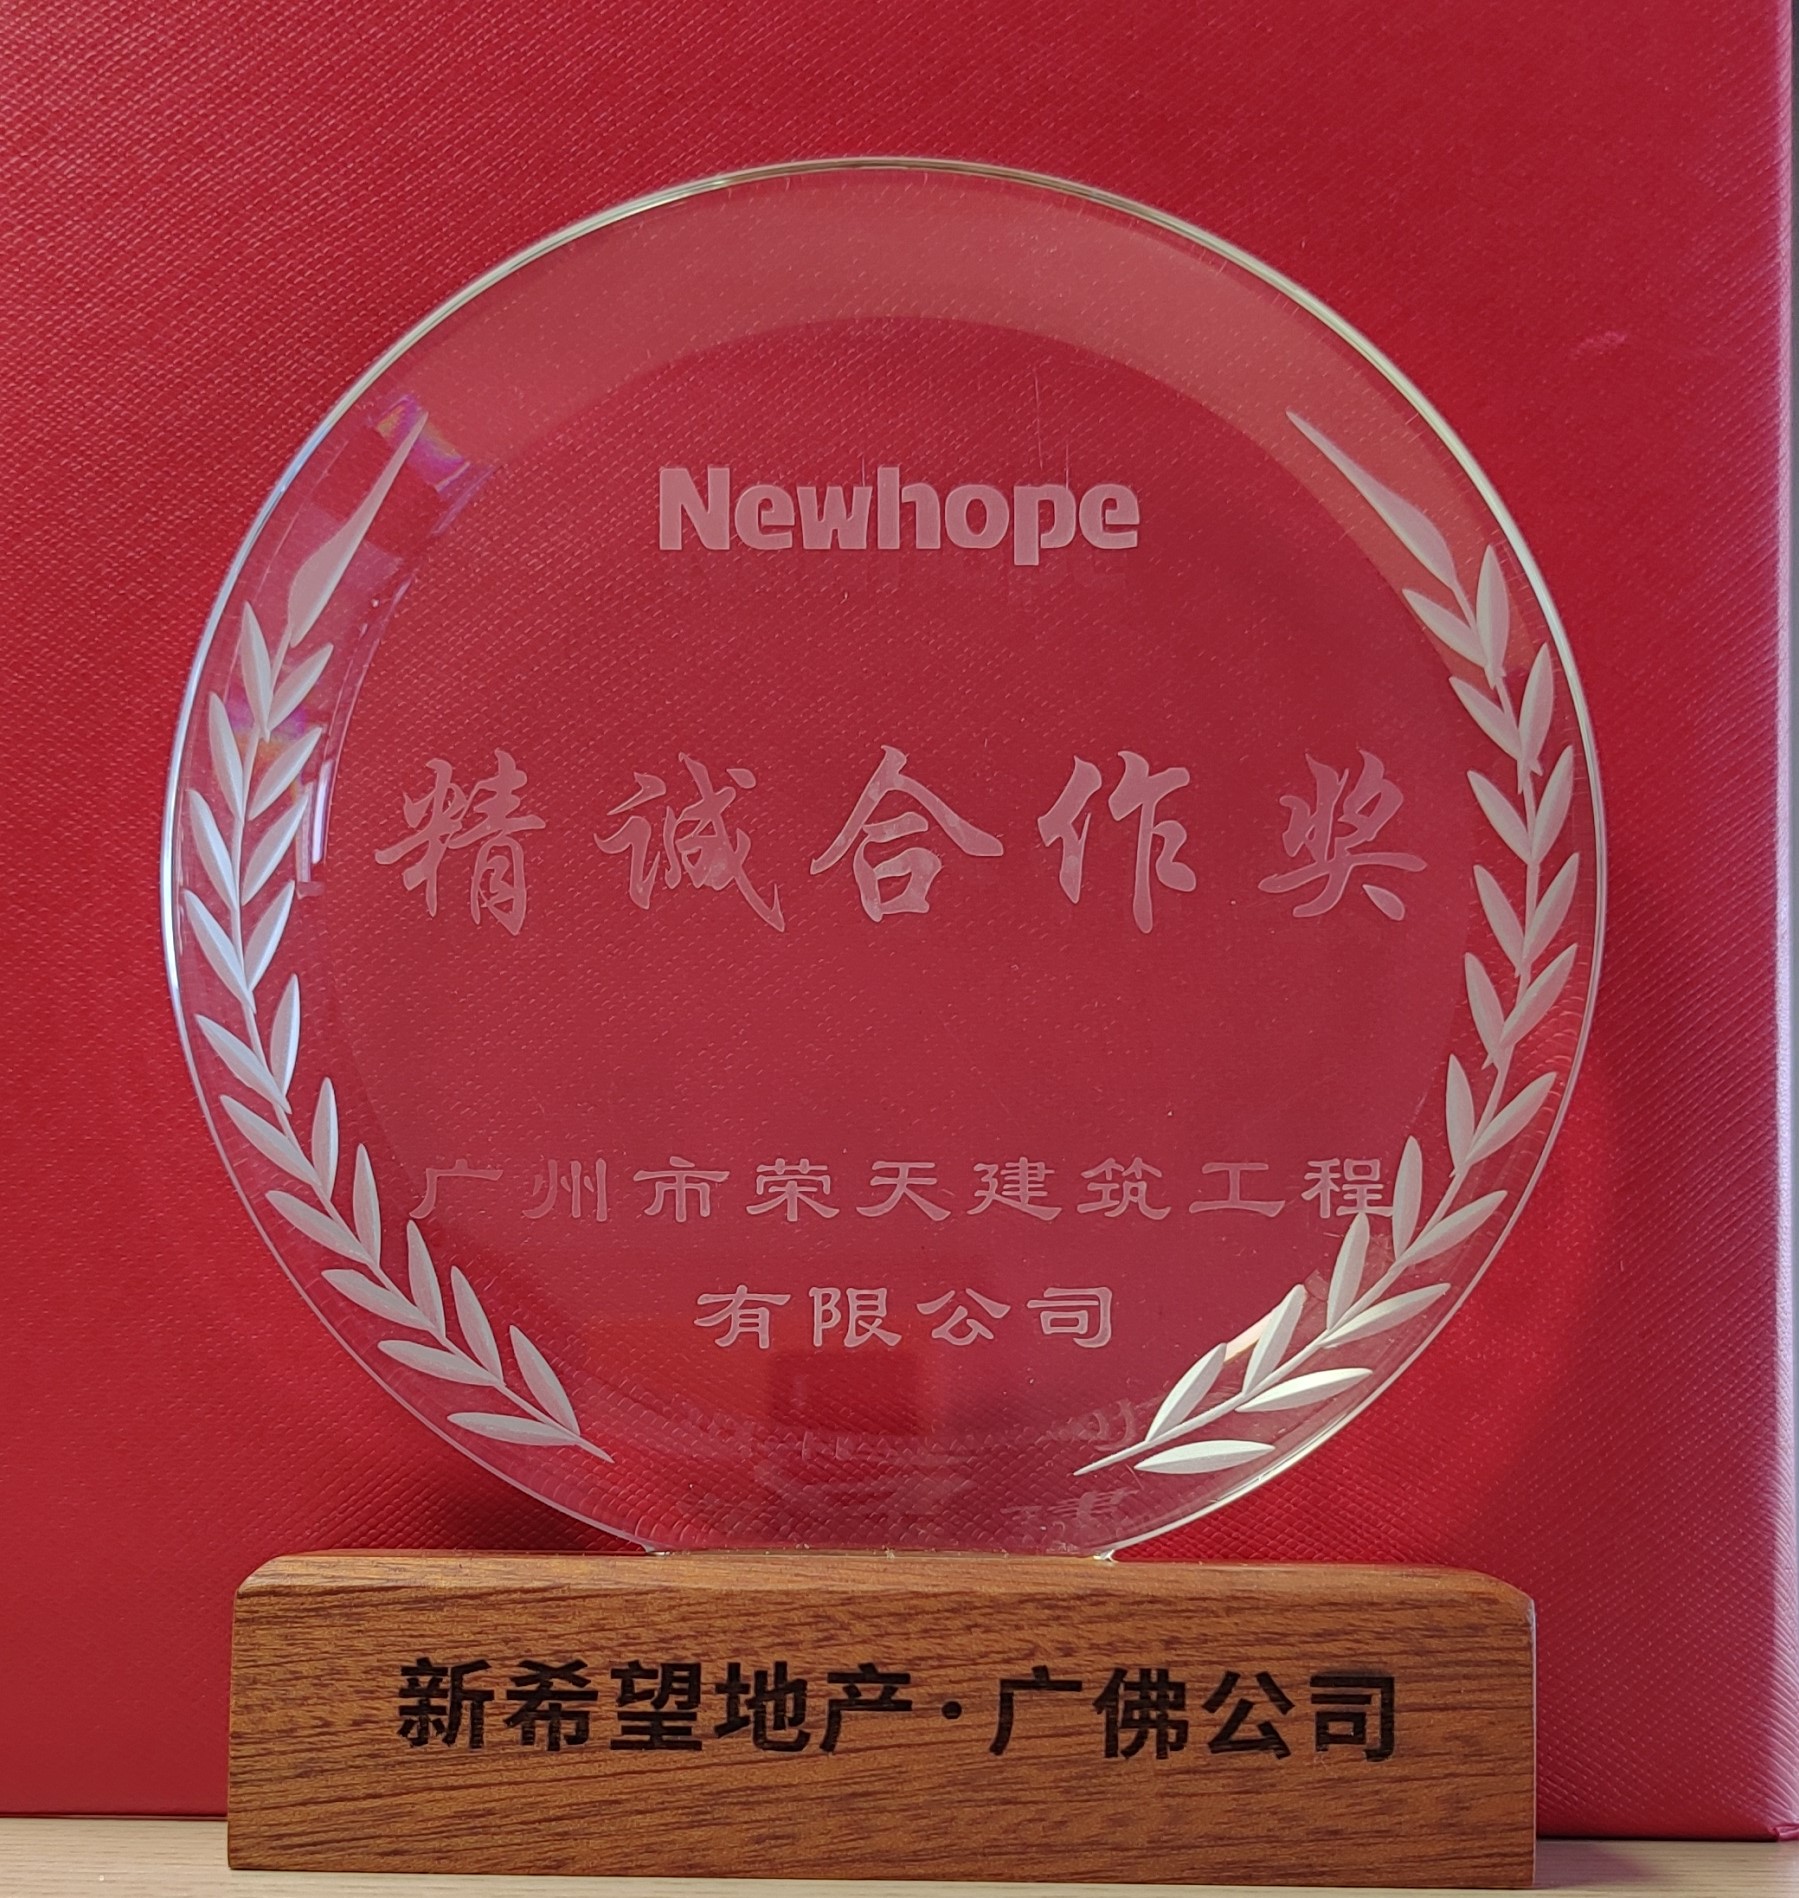 Newhope
精诚合作奖
广州市荣天建筑工程
有限公司
新希望地产·广佛公司